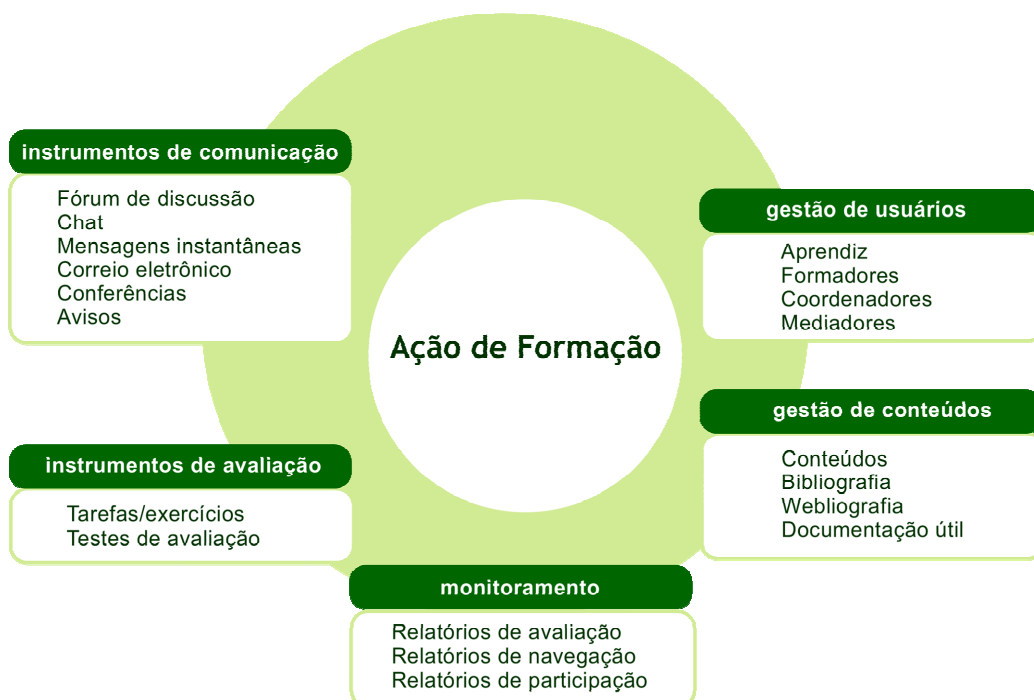 instrumentos de comunicação
Fórum de discussão
Chat
Mensagens instantâneas
Correio eletrônico
Conferências
Avisos
gestão de usuários
Aprendiz
Formadores
Coordenadores
Mediadores
Ação de Formação
gestão de conteúdos
Conteúdos
Bibliografia
Webliografia
Documentação útil
instrumentos de avaliação
Tarefas/exercícios
Testes de avaliação
monitoramento
Relatórios de avaliação
Relatórios de navegação
Relatórios de participação